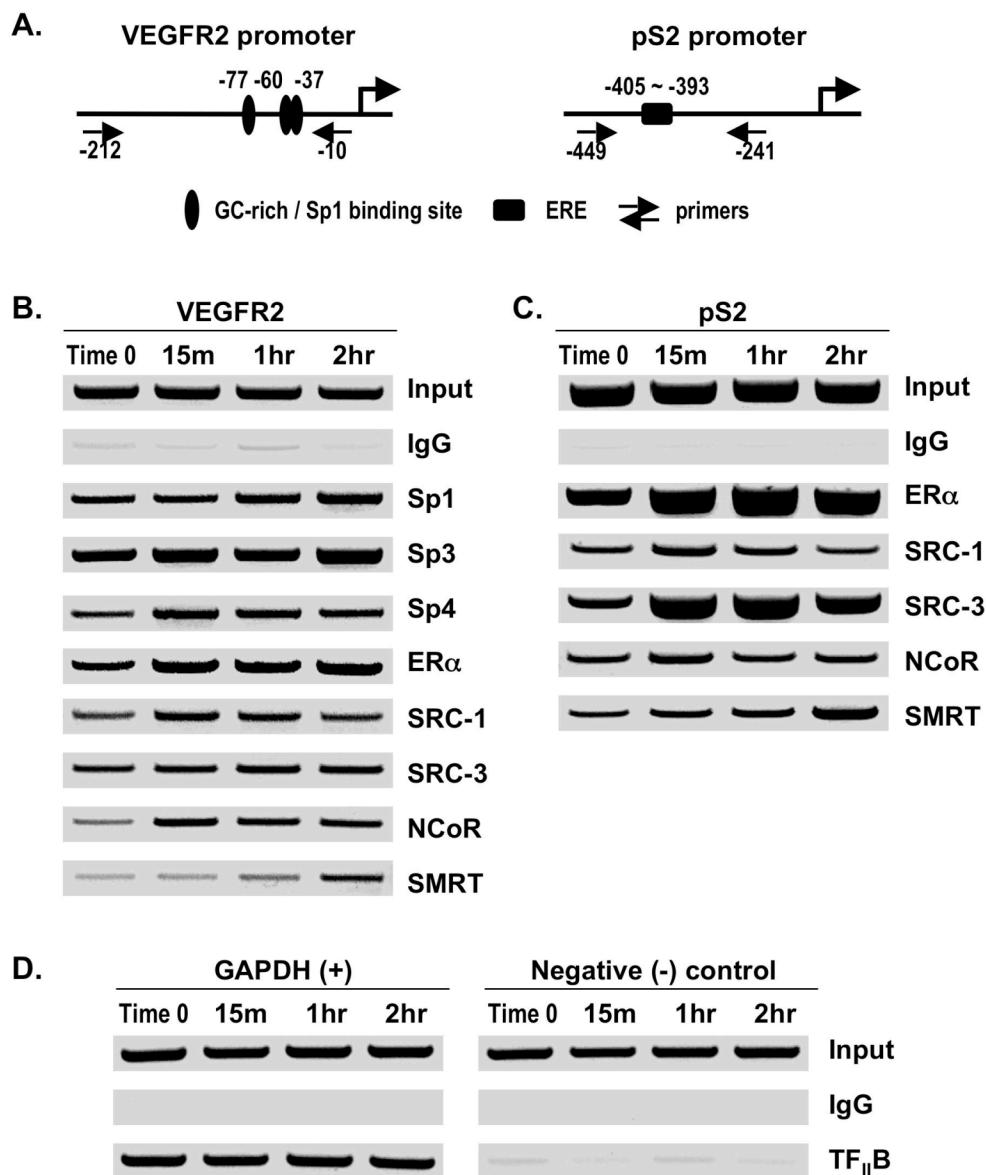 A.
VEGFR2 promoter
pS2 promoter
-77 -60 -37
-405 ~ -393
-212
-10
-449
-241
GC-rich / Sp1 binding site
ERE
primers
B.
VEGFR2
Time 0 15m 1hr 2hr
Input
IgG
Sp1
Sp3
Sp4
ERα
SRC-1
SRC-3
NCoR
SMRT
C.
pS2
Time 0 15m 1hr 2hr
Input
IgG
ERα
SRC-1
SRC-3
NCoR
SMRT
D.
GAPDH (+)
Negative (-) control
Time 0 15m 1hr 2hr
Time 0 15m 1hr 2hr
Input
IgG
TFIIB